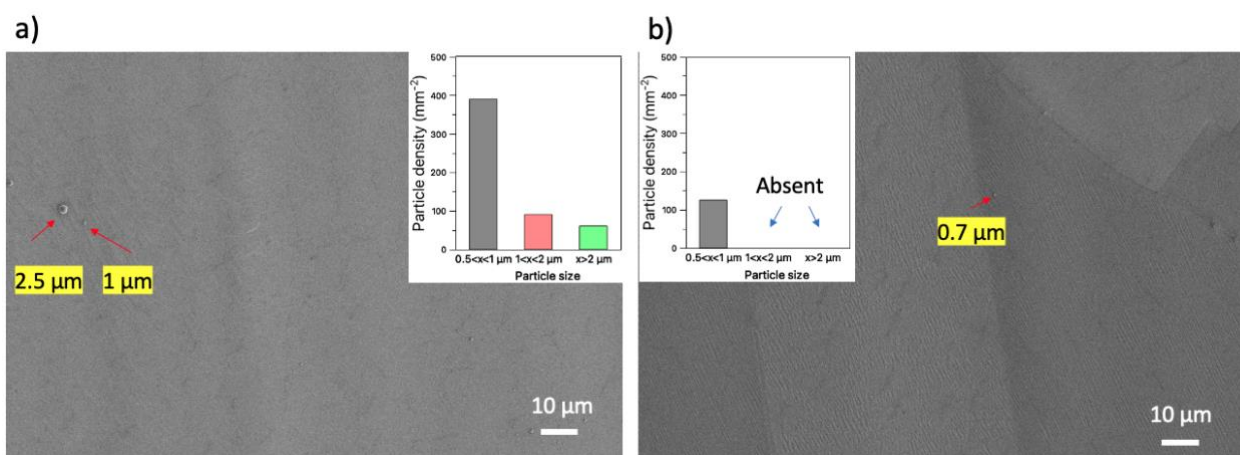 a)
500
400
300
200
100
0
Particle density (mm⁻²)
0.5<x<1 μm 1<x<2 μm x>2 μm
Particle size
2.5 μm
1 μm
10 μm
b)
500
400
300
200
100
0
Particle density (mm⁻²)
Absent
0.5<x<1 μm 1<x<2 μm x>2 μm
Particle size
0.7 μm
10 μm